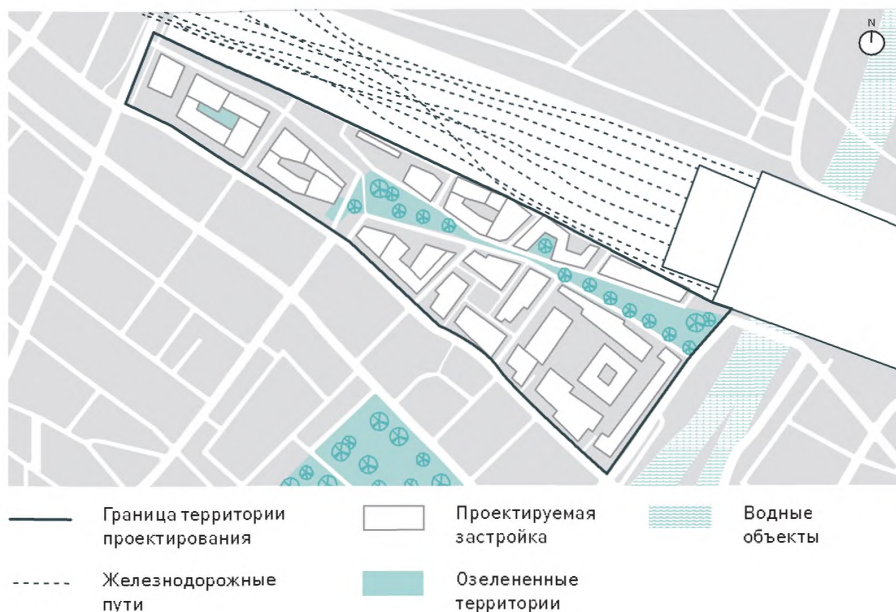 N
Граница территории
проектирования
Проектируемая
застройка
Водные
объекты
Железнодорожные
пути
Озелененные
территории